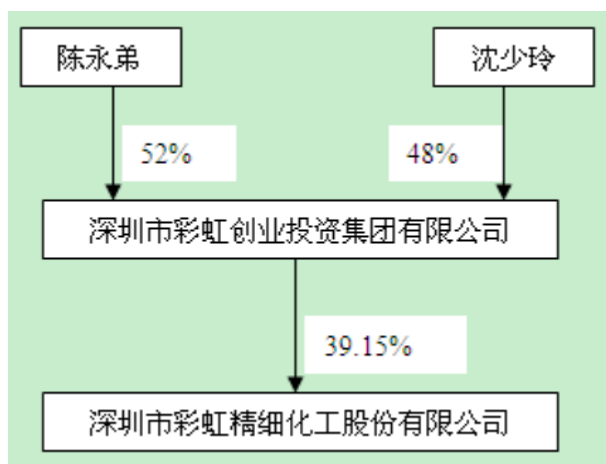 陈永弟 沈少玲
52% 48%
深圳市彩虹创业投资集团有限公司
39.15%
深圳市彩虹精细化工股份有限公司